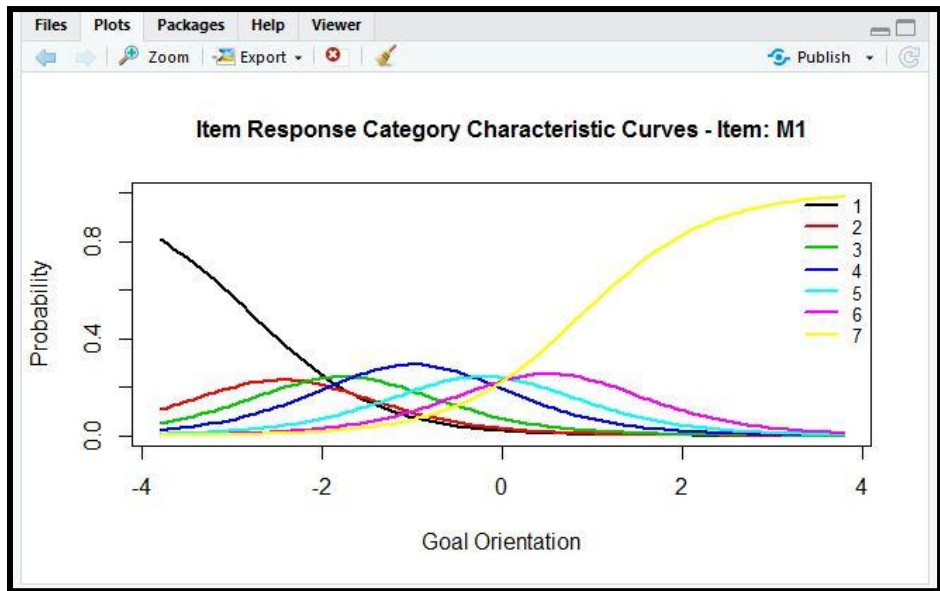 Files Plots Packages Help Viewer
Zoom Export Publish
Item Response Category Characteristic Curves - Item: M1
Probability
0.8
0.4
0.0
1
2
3
4
5
6
7
-4 -2 0 2 4
Goal Orientation